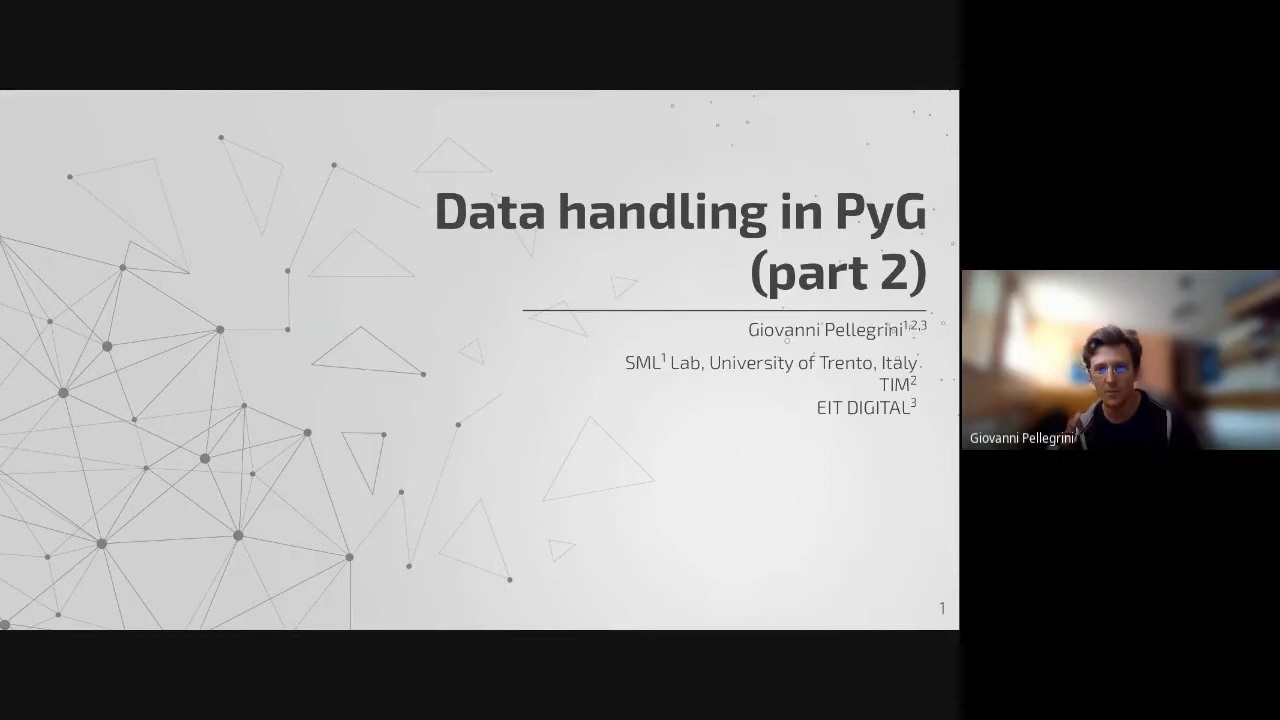 Data handling in PyG
(part 2)
Giovanni Pellegrini1,2,3
SML1 Lab, University of Trento, Italy
TIM2
EIT DIGITAL3
1
Giovanni Pellegrini